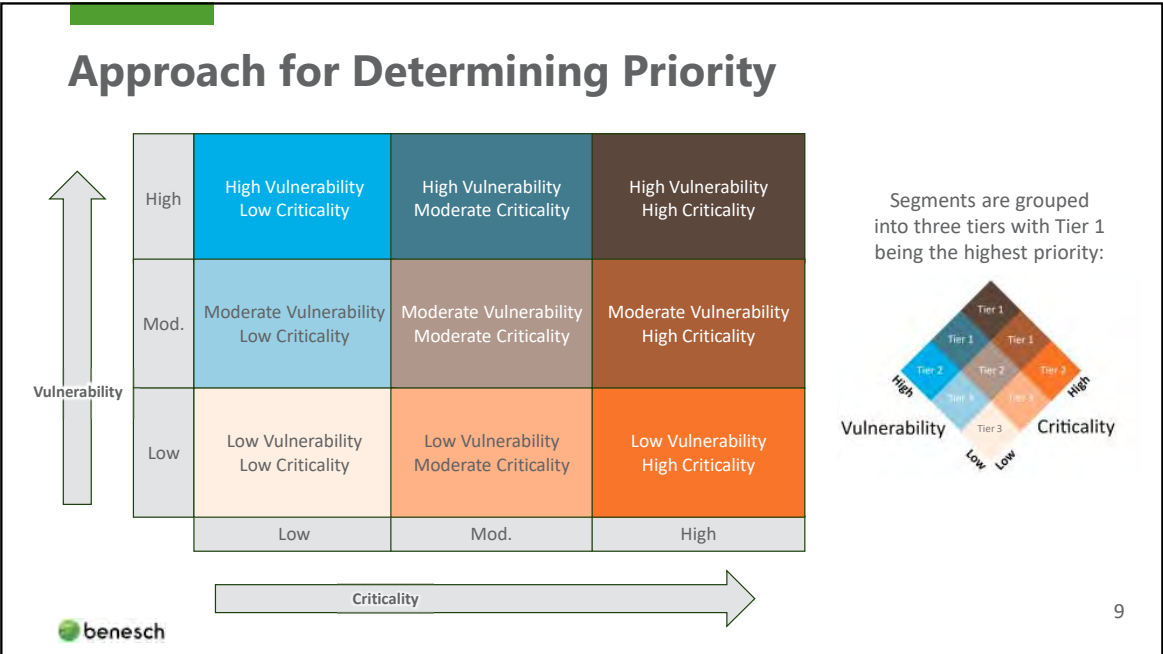 Approach for Determining Priority
High
High Vulnerability
Low Criticality
High Vulnerability
Moderate Criticality
High Vulnerability
High Criticality
Mod.
Moderate Vulnerability
Low Criticality
Moderate Vulnerability
Moderate Criticality
Moderate Vulnerability
High Criticality
Vulnerability
Low
Low Vulnerability
Low Criticality
Low Vulnerability
Moderate Criticality
Low Vulnerability
High Criticality
Low
Mod.
High
Criticality
Segments are grouped
into three tiers with Tier 1
being the highest priority:
Tier 1
Tier 1
Tier 1
Tier 2
Tier 2
Tier 2
High
High
Tier
Tier 3
Tier 3
Vulnerability
Criticality
Low
Low
benesch
9